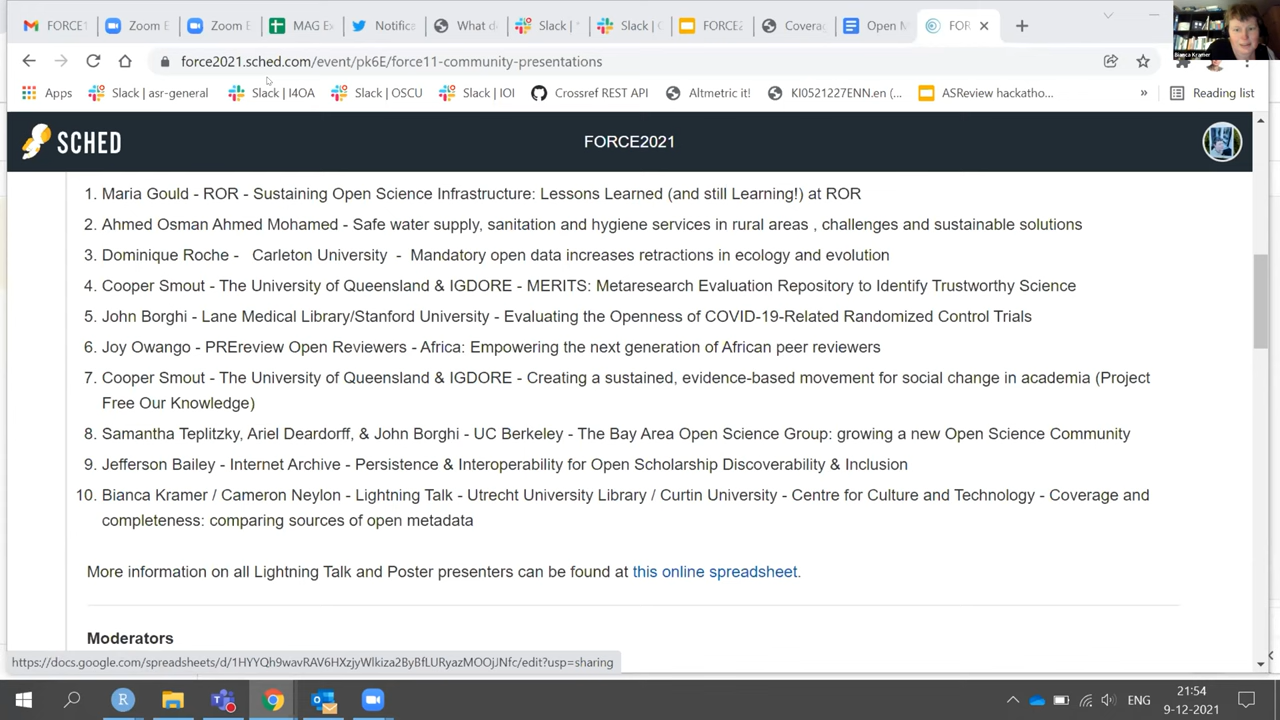 FORCE1
Zoom E
Zoom E
MAG Ex
Notifica
What d
Slack | *
Slack | C
FORCE2
Coverag
Open M
FOR
force2021.sched.com/event/pk6E/force11-community-presentations
Bianca Kramer
Apps
Slack | asr-general
Slack | I4OA
Slack | OSCU
Slack | IOI
Crossref REST API
Altmetric it!
KI0521227ENN.en (...
ASReview hackatho...
»
Reading list
SCHED
FORCE2021
1. Maria Gould - ROR - Sustaining Open Science Infrastructure: Lessons Learned (and still Learning!) at ROR
2. Ahmed Osman Ahmed Mohamed - Safe water supply, sanitation and hygiene services in rural areas , challenges and sustainable solutions
3. Dominique Roche - Carleton University - Mandatory open data increases retractions in ecology and evolution
4. Cooper Smout - The University of Queensland & IGDORE - MERITS: Metaresearch Evaluation Repository to Identify Trustworthy Science
5. John Borghi - Lane Medical Library/Stanford University - Evaluating the Openness of COVID-19-Related Randomized Control Trials
6. Joy Owango - PREreview Open Reviewers - Africa: Empowering the next generation of African peer reviewers
7. Cooper Smout - The University of Queensland & IGDORE - Creating a sustained, evidence-based movement for social change in academia (Project
Free Our Knowledge)
8. Samantha Teplitzky, Ariel Deardorff, & John Borghi - UC Berkeley - The Bay Area Open Science Group: growing a new Open Science Community
9. Jefferson Bailey - Internet Archive - Persistence & Interoperability for Open Scholarship Discoverability & Inclusion
10. Bianca Kramer / Cameron Neylon - Lightning Talk - Utrecht University Library / Curtin University - Centre for Culture and Technology - Coverage and
completeness: comparing sources of open metadata
More information on all Lightning Talk and Poster presenters can be found at this online spreadsheet.
Moderators
https://docs.google.com/spreadsheets/d/1HYYQh9wavRAV6HXzjyWlkiza2ByBfLURyazMOOjJNfc/edit?usp=sharing
ENG
21:54
9-12-2021